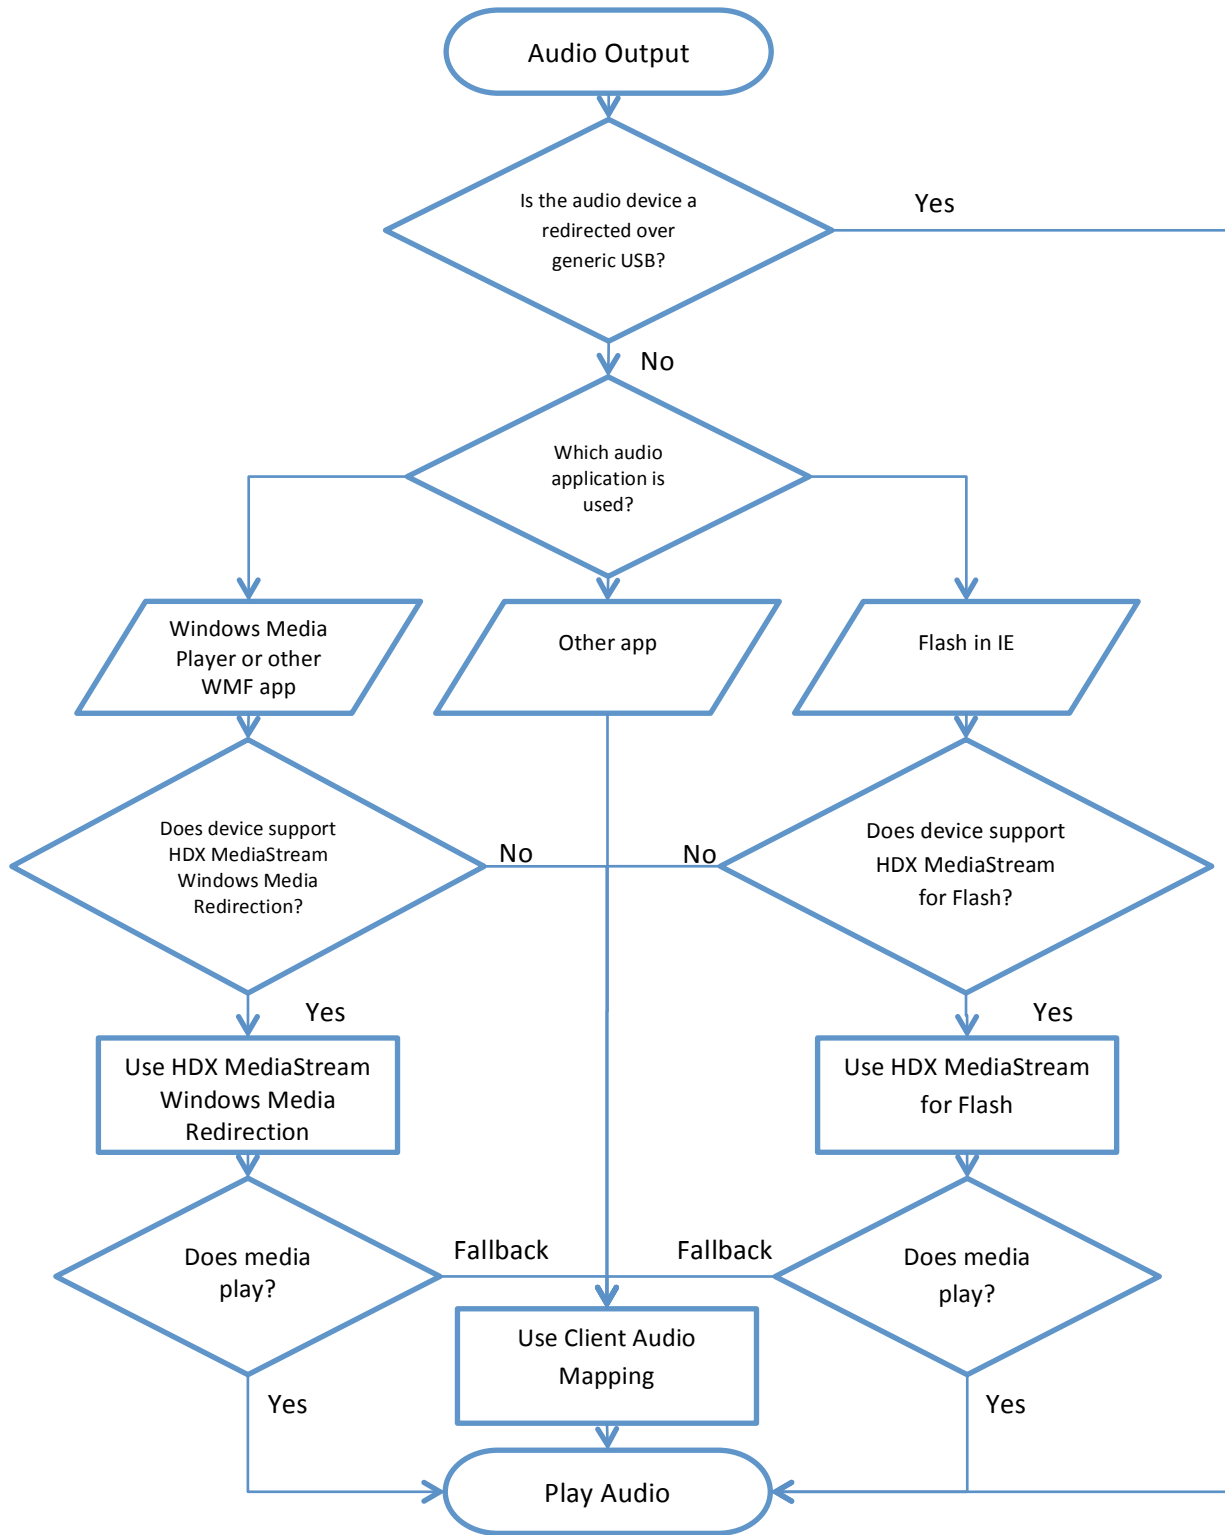 Audio Output
Is the audio device a
redirected over
generic USB?
Yes
No
Which audio
application is
used?
Windows Media
Player or other
WMF app
Other app
Flash in IE
Does device support
HDX MediaStream
Windows Media
Redirection?
No
No
Does device support
HDX MediaStream
for Flash?
Yes
Yes
Use HDX MediaStream
Windows Media
Redirection
Use HDX MediaStream
for Flash
Does media
play?
Fallback
Fallback
Does media
play?
Use Client Audio
Mapping
Yes
Yes
Play Audio